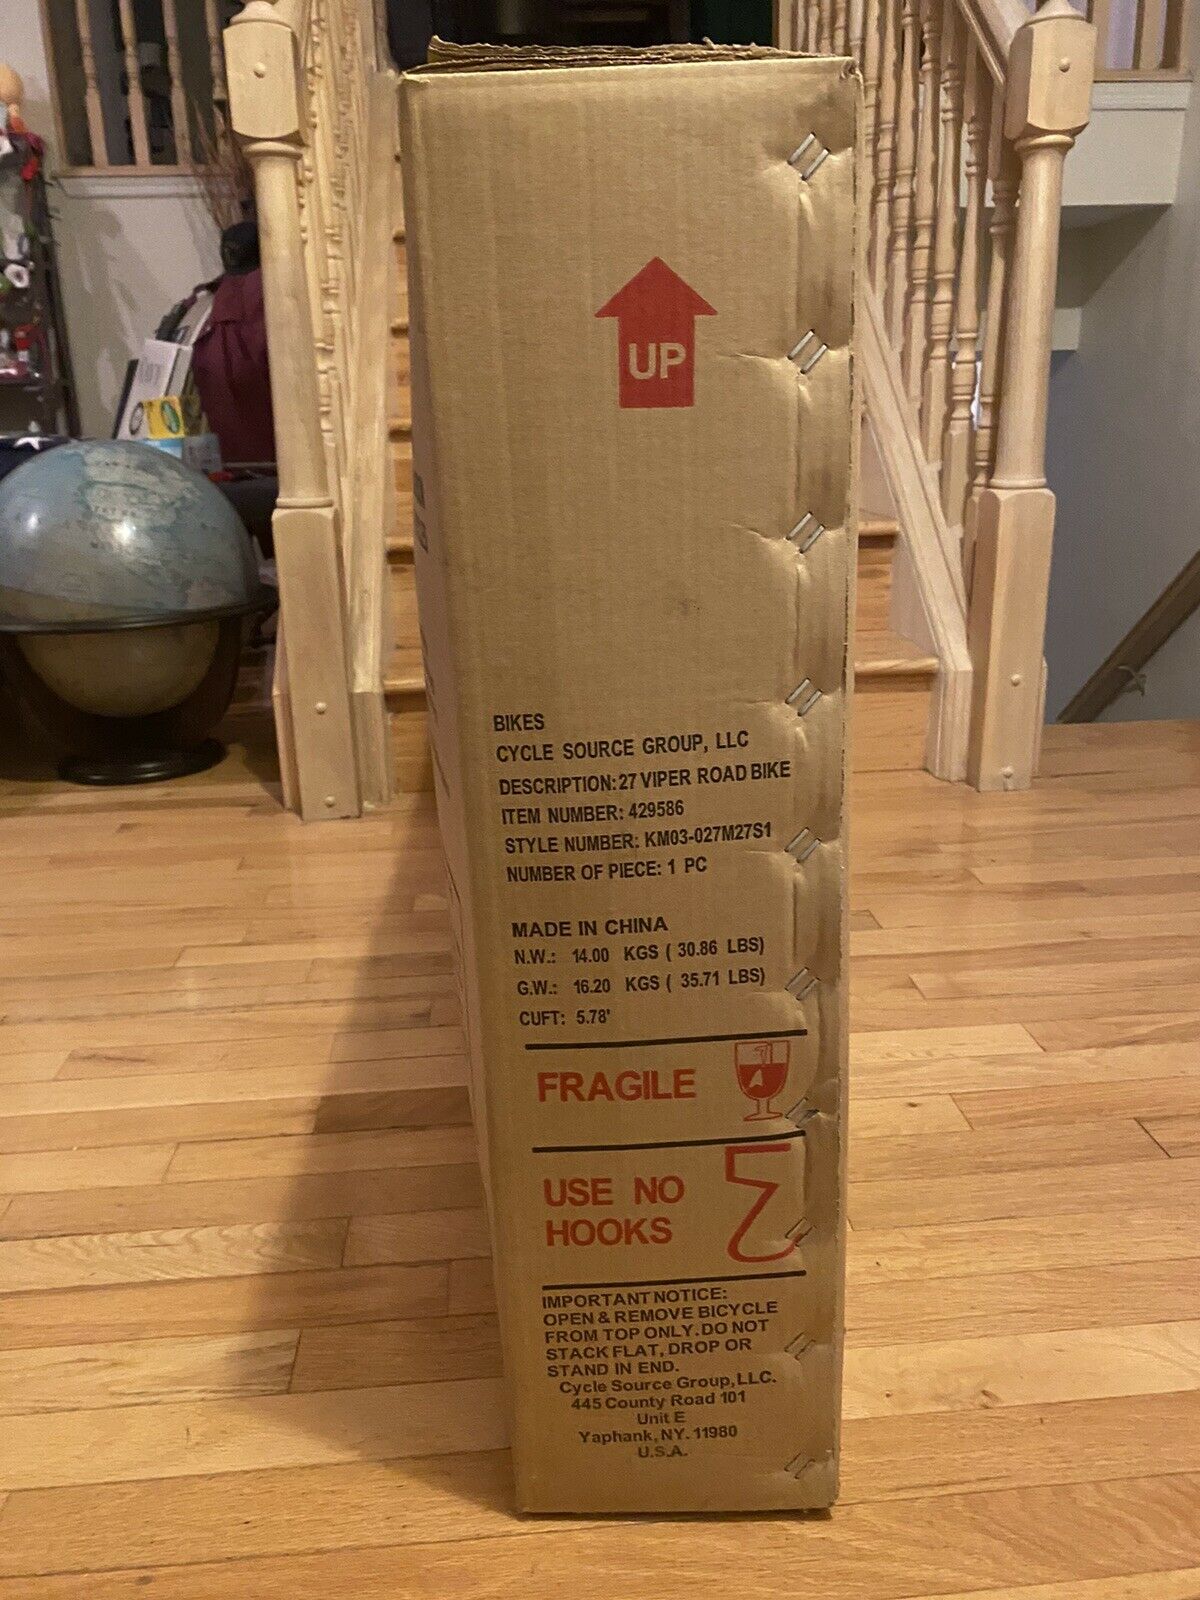 UP
BIKES
CYCLE SOURCE GROUP, LLC
DESCRIPTION:27 VIPER ROAD BIKE
ITEM NUMBER: 429586
STYLE NUMBER: KM03-027M27S1
NUMBER OF PIECE: 1 PC
MADE IN CHINA
N.W.: 14.00 KGS ( 30.86 LBS)
G.W.: 16.20 KGS ( 35.71 LBS)
CUFT: 5.78'
FRAGILE
USE NO
HOOKS
IMPORTANT NOTICE:
OPEN & REMOVE BICYCLE
FROM TOP ONLY. DO NOT
STACK FLAT, DROP OR
STAND IN END.
Cycle Source Group, LLC.
445 County Road 101
Unit E
Yaphank, NY. 11980
U.S.A.